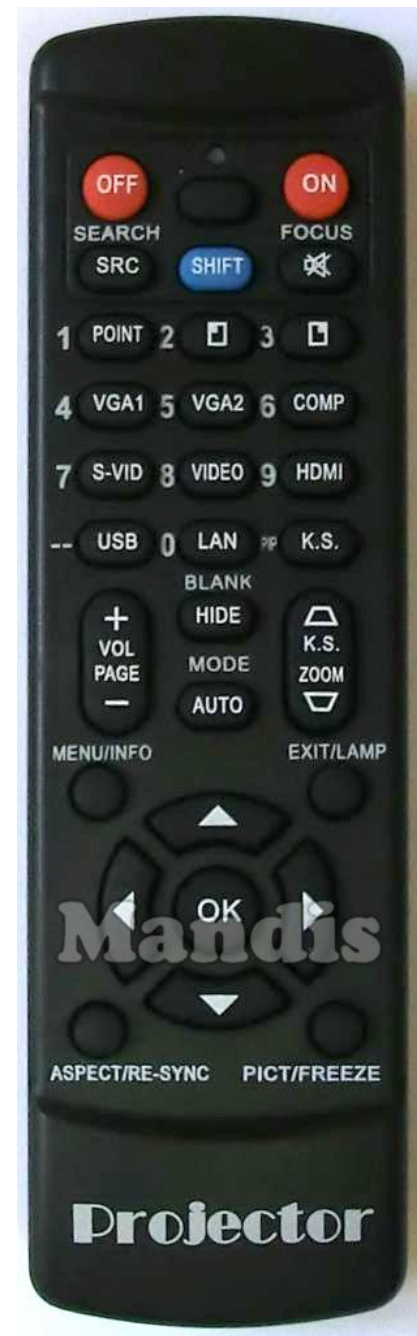 OFF ON
SEARCH FOCUS
SRC SHIFT
1 POINT 2 3
4 VGA1 5 VGA2 6 COMP
7 S-VID 8 VIDEO 9 HDMI
-- USB 0 LAN PIP K.S.
BLANK
+ HIDE
VOL K.S.
PAGE MODE ZOOM
- AUTO
MENU/INFO EXIT/LAMP
OK
Mandis
ASPECT/RE-SYNC PICT/FREEZE
Projector